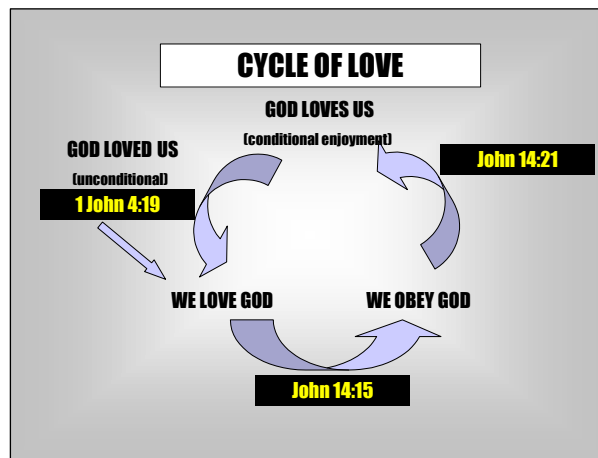 CYCLE OF LOVE
GOD LOVES US
(conditional enjoyment)
GOD LOVED US
(unconditional)
1 John 4:19
John 14:21
WE LOVE GOD
WE OBEY GOD
John 14:15